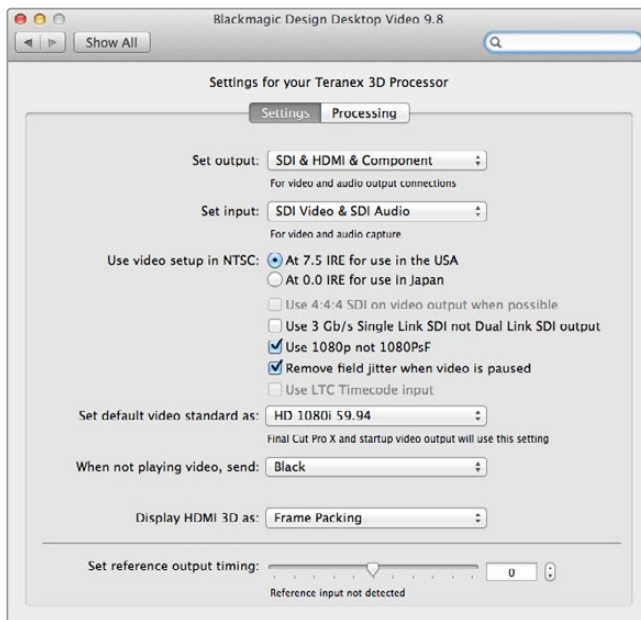 Blackmagic Design Desktop Video 9.8
Show All
Settings for your Teranex 3D Processor
Settings Processing
Set output: SDI & HDMI & Component
For video and audio output connections
Set input: SDI Video & SDI Audio
For video and audio capture
Use video setup in NTSC: At 7.5 IRE for use in the USA
At 0.0 IRE for use in Japan
Use 4:4:4 SDI on video output when possible
Use 3 Gb/s Single Link SDI not Dual Link SDI output
Use 1080p not 1080PsF
Remove field jitter when video is paused
Use LTC Timecode input
Set default video standard as: HD 1080i 59.94
Final Cut Pro X and startup video output will use this setting
When not playing video, send: Black
Display HDMI 3D as: Frame Packing
Set reference output timing: 0
Reference input not detected